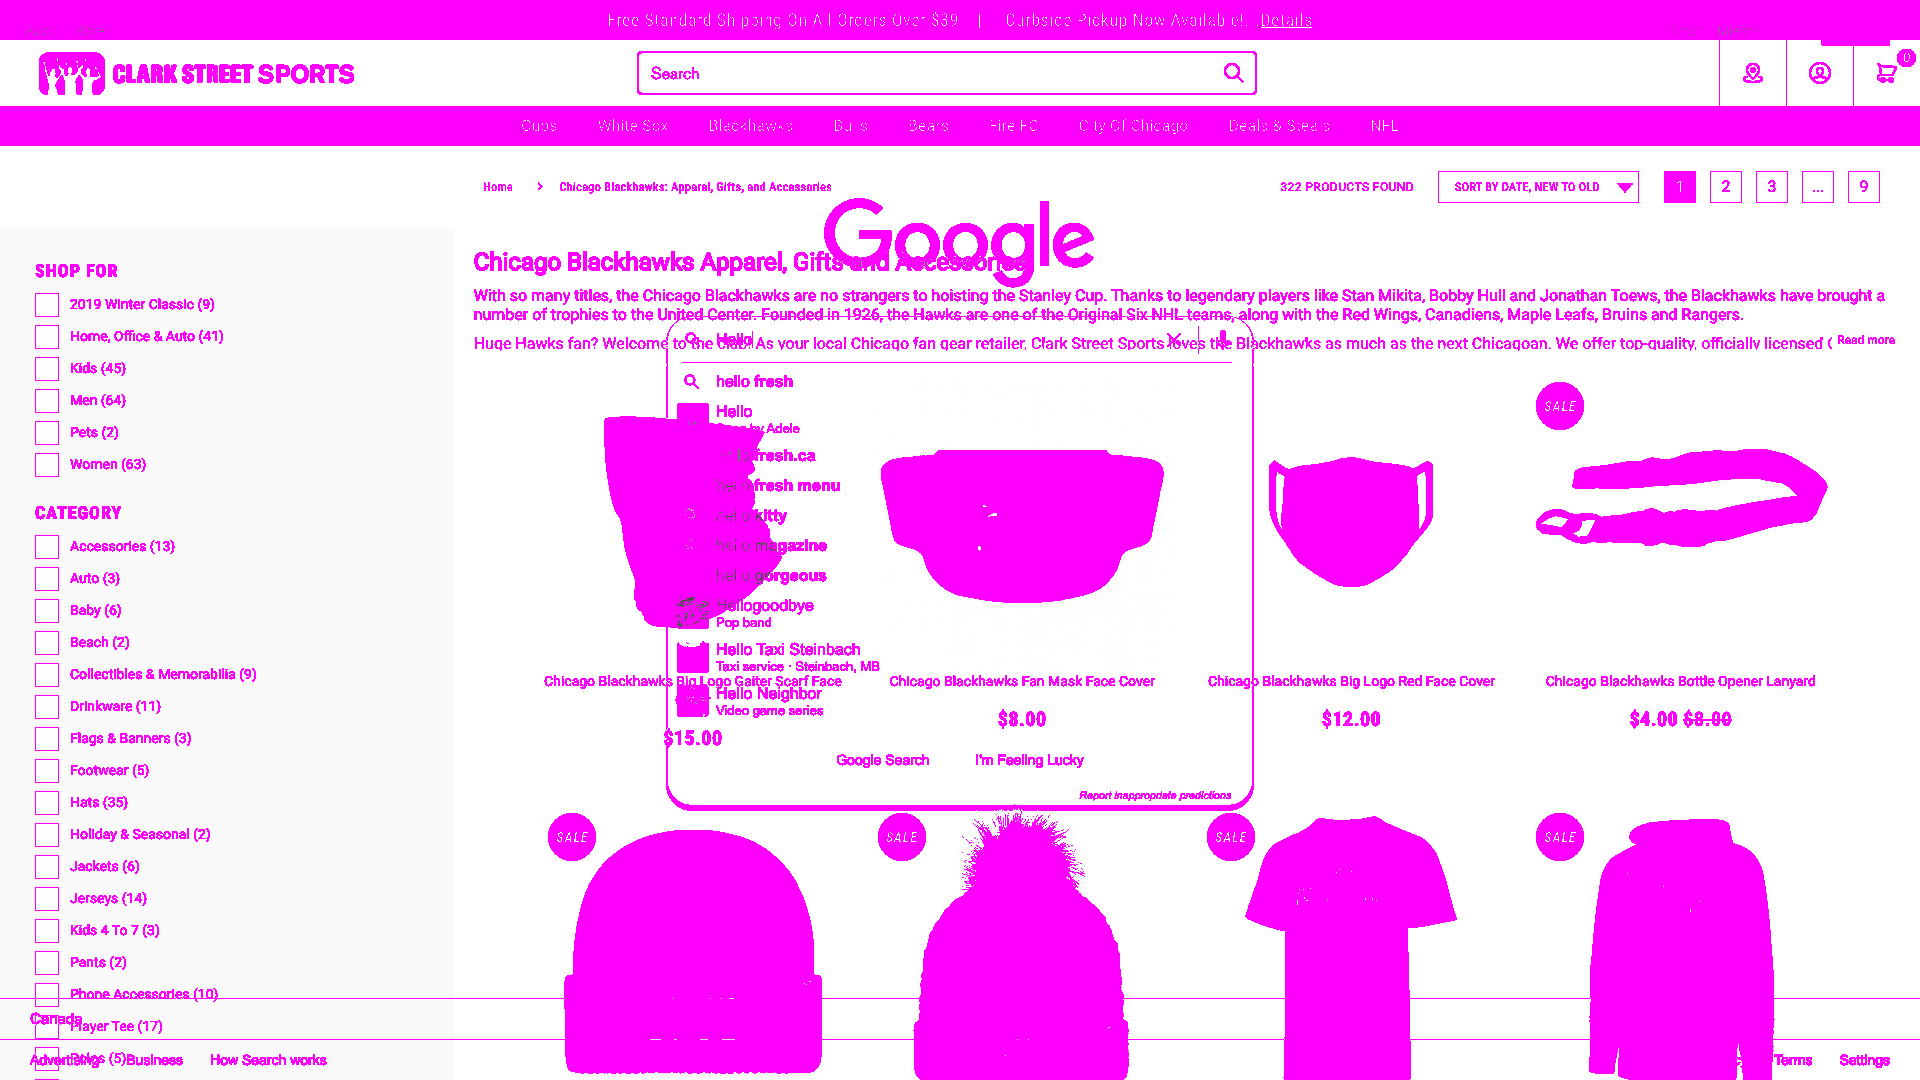 Free Standard Shipping On All Orders Over $39 | Curbside Pickup Now Available! Details
CLARK STREET SPORTS
Search
0
Cubs White Sox Blackhawks Bulls Bears Fire FC City Of Chicago Deals & Steals NHL
Home > Chicago Blackhawks: Apparel, Gifts, and Accessories
322 PRODUCTS FOUND
SORT BY DATE, NEW TO OLD
1 2 3 ... 9
Google
SHOP FOR
2019 Winter Classic (9)
Home, Office & Auto (41)
Kids (45)
Men (64)
Pets (2)
Women (63)
CATEGORY
Accessories (13)
Auto (3)
Baby (6)
Beach (2)
Collectibles & Memorabilia (9)
Drinkware (11)
Flags & Banners (3)
Footwear (5)
Hats (35)
Holiday & Seasonal (2)
Jackets (6)
Jerseys (14)
Kids 4 To 7 (3)
Pants (2)
Phone Accessories (10)
Player Tee (17)
Polos (5)
Chicago Blackhawks Apparel, Gifts and Accessories
With so many titles, the Chicago Blackhawks are no strangers to hoisting the Stanley Cup. Thanks to legendary players like Stan Mikita, Bobby Hull and Jonathan Toews, the Blackhawks have brought a
number of trophies to the United Center. Founded in 1926, the Hawks are one of the Original Six NHL teams, along with the Red Wings, Canadiens, Maple Leafs, Bruins and Rangers.
Huge Hawks fan? Welcome to the club! As your local Chicago fan gear retailer, Clark Street Sports loves the Blackhawks as much as the next Chicagoan. We offer top-quality, officially licensed
Read more
Hello
hello fresh
Hello
Song by Adele
hello fresh.ca
hello fresh menu
hello kitty
hello magazine
hello gorgeous
Hellogoodbye
Pop band
Hello Taxi Steinbach
Taxi service · Steinbach, MB
Hello Neighbor
Video game series
Google Search
I'm Feeling Lucky
Report inappropriate predictions
SALE
Chicago Blackhawks Big Logo Gaiter Scarf Face
$15.00
Chicago Blackhawks Fan Mask Face Cover
$8.00
Chicago Blackhawks Big Logo Red Face Cover
$12.00
Chicago Blackhawks Bottle Opener Lanyard
$4.00 $8.00
SALE
SALE
SALE
SALE
Canada
Advertising Business How Search works
Terms Settings